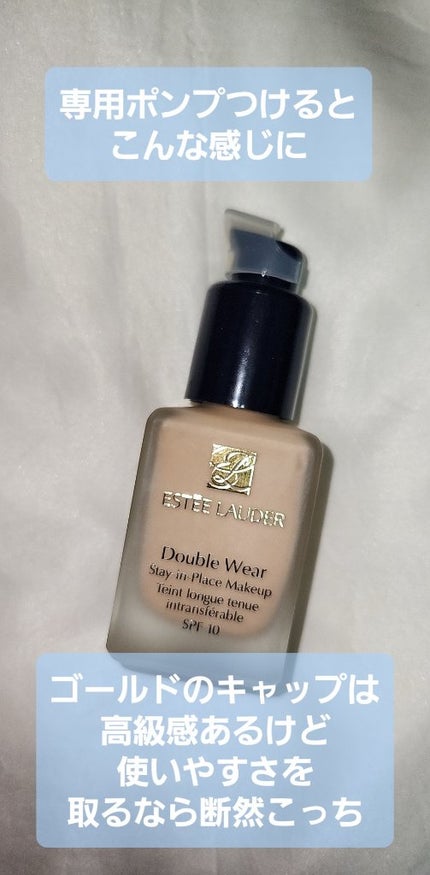 専用ポンプつけると
こんな感じに
ESTĒE LAUDER
Double Wear
Stay-in-Place Makeup
Teint longue tenue
intransférable
SPF 10
ゴールドのキャップは
高級感あるけど
使いやすさを
取るなら断然こっち